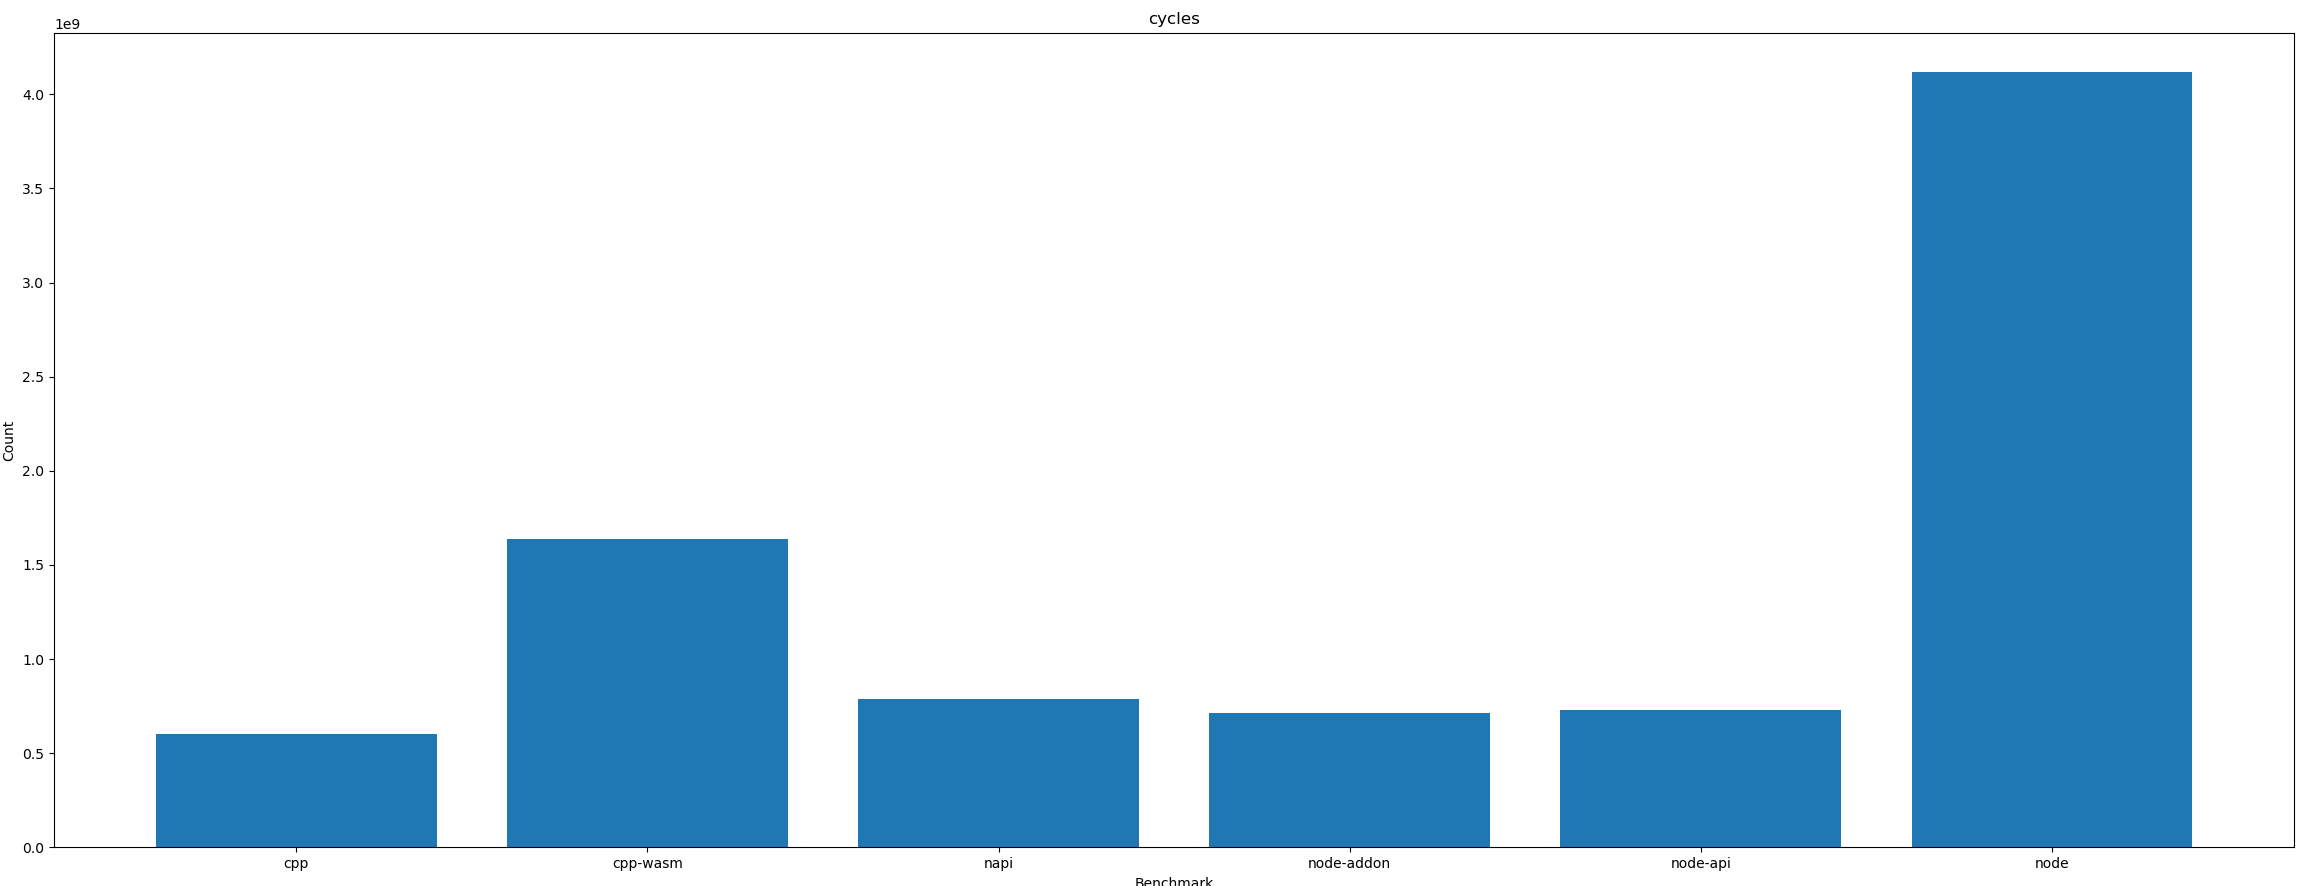 cycles
1e9
4.0
3.5
3.0
2.5
2.0
1.5
1.0
0.5
0.0
Count
cpp
cpp-wasm
napi
node-addon
node-api
node
Benchmark